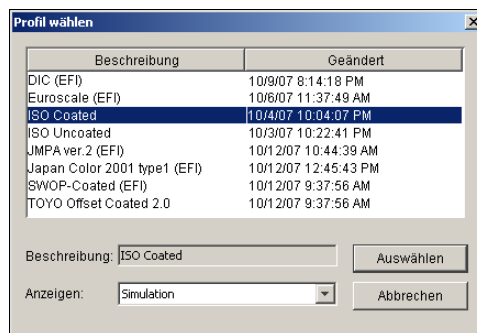 Profil wählen
Beschreibung Geändert
DIC (EFI) 10/9/07 8:14:18 PM
Euroscale (EFI) 10/6/07 11:37:49 AM
ISO Coated 10/4/07 10:04:07 PM
ISO Uncoated 10/3/07 10:22:41 PM
JMPA ver.2 (EFI) 10/12/07 10:44:39 AM
Japan Color 2001 type1 (EFI) 10/12/07 12:45:43 PM
SWOP-Coated (EFI) 10/12/07 9:37:56 AM
TOYO Offset Coated 2.0 10/12/07 9:37:56 AM
Beschreibung: ISO Coated Auswählen
Anzeigen: Simulation Abbrechen